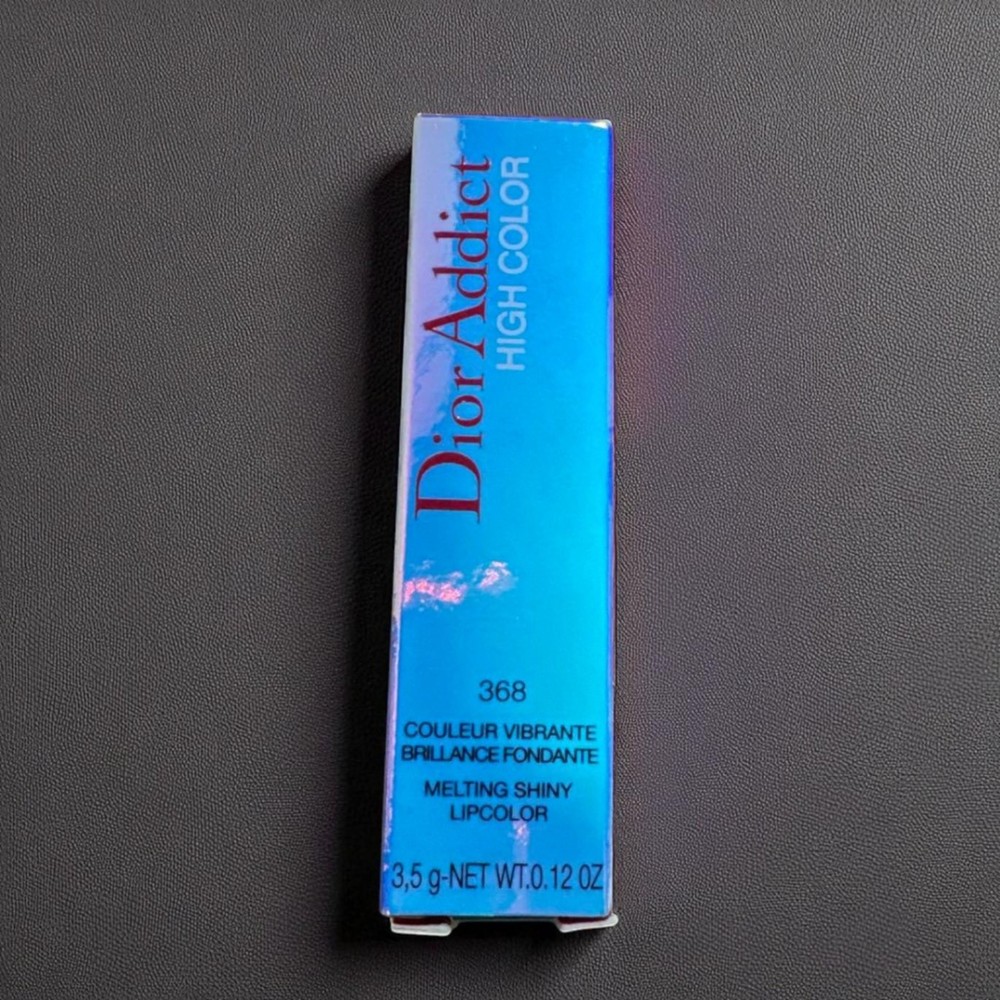 Dior Addict
HIGH COLOR
368
COULEUR VIBRANTE
BRILLANCE FONDANTE
MELTING SHINY
LIPCOLOR
3,5 g-NET WT.0.12 OZ